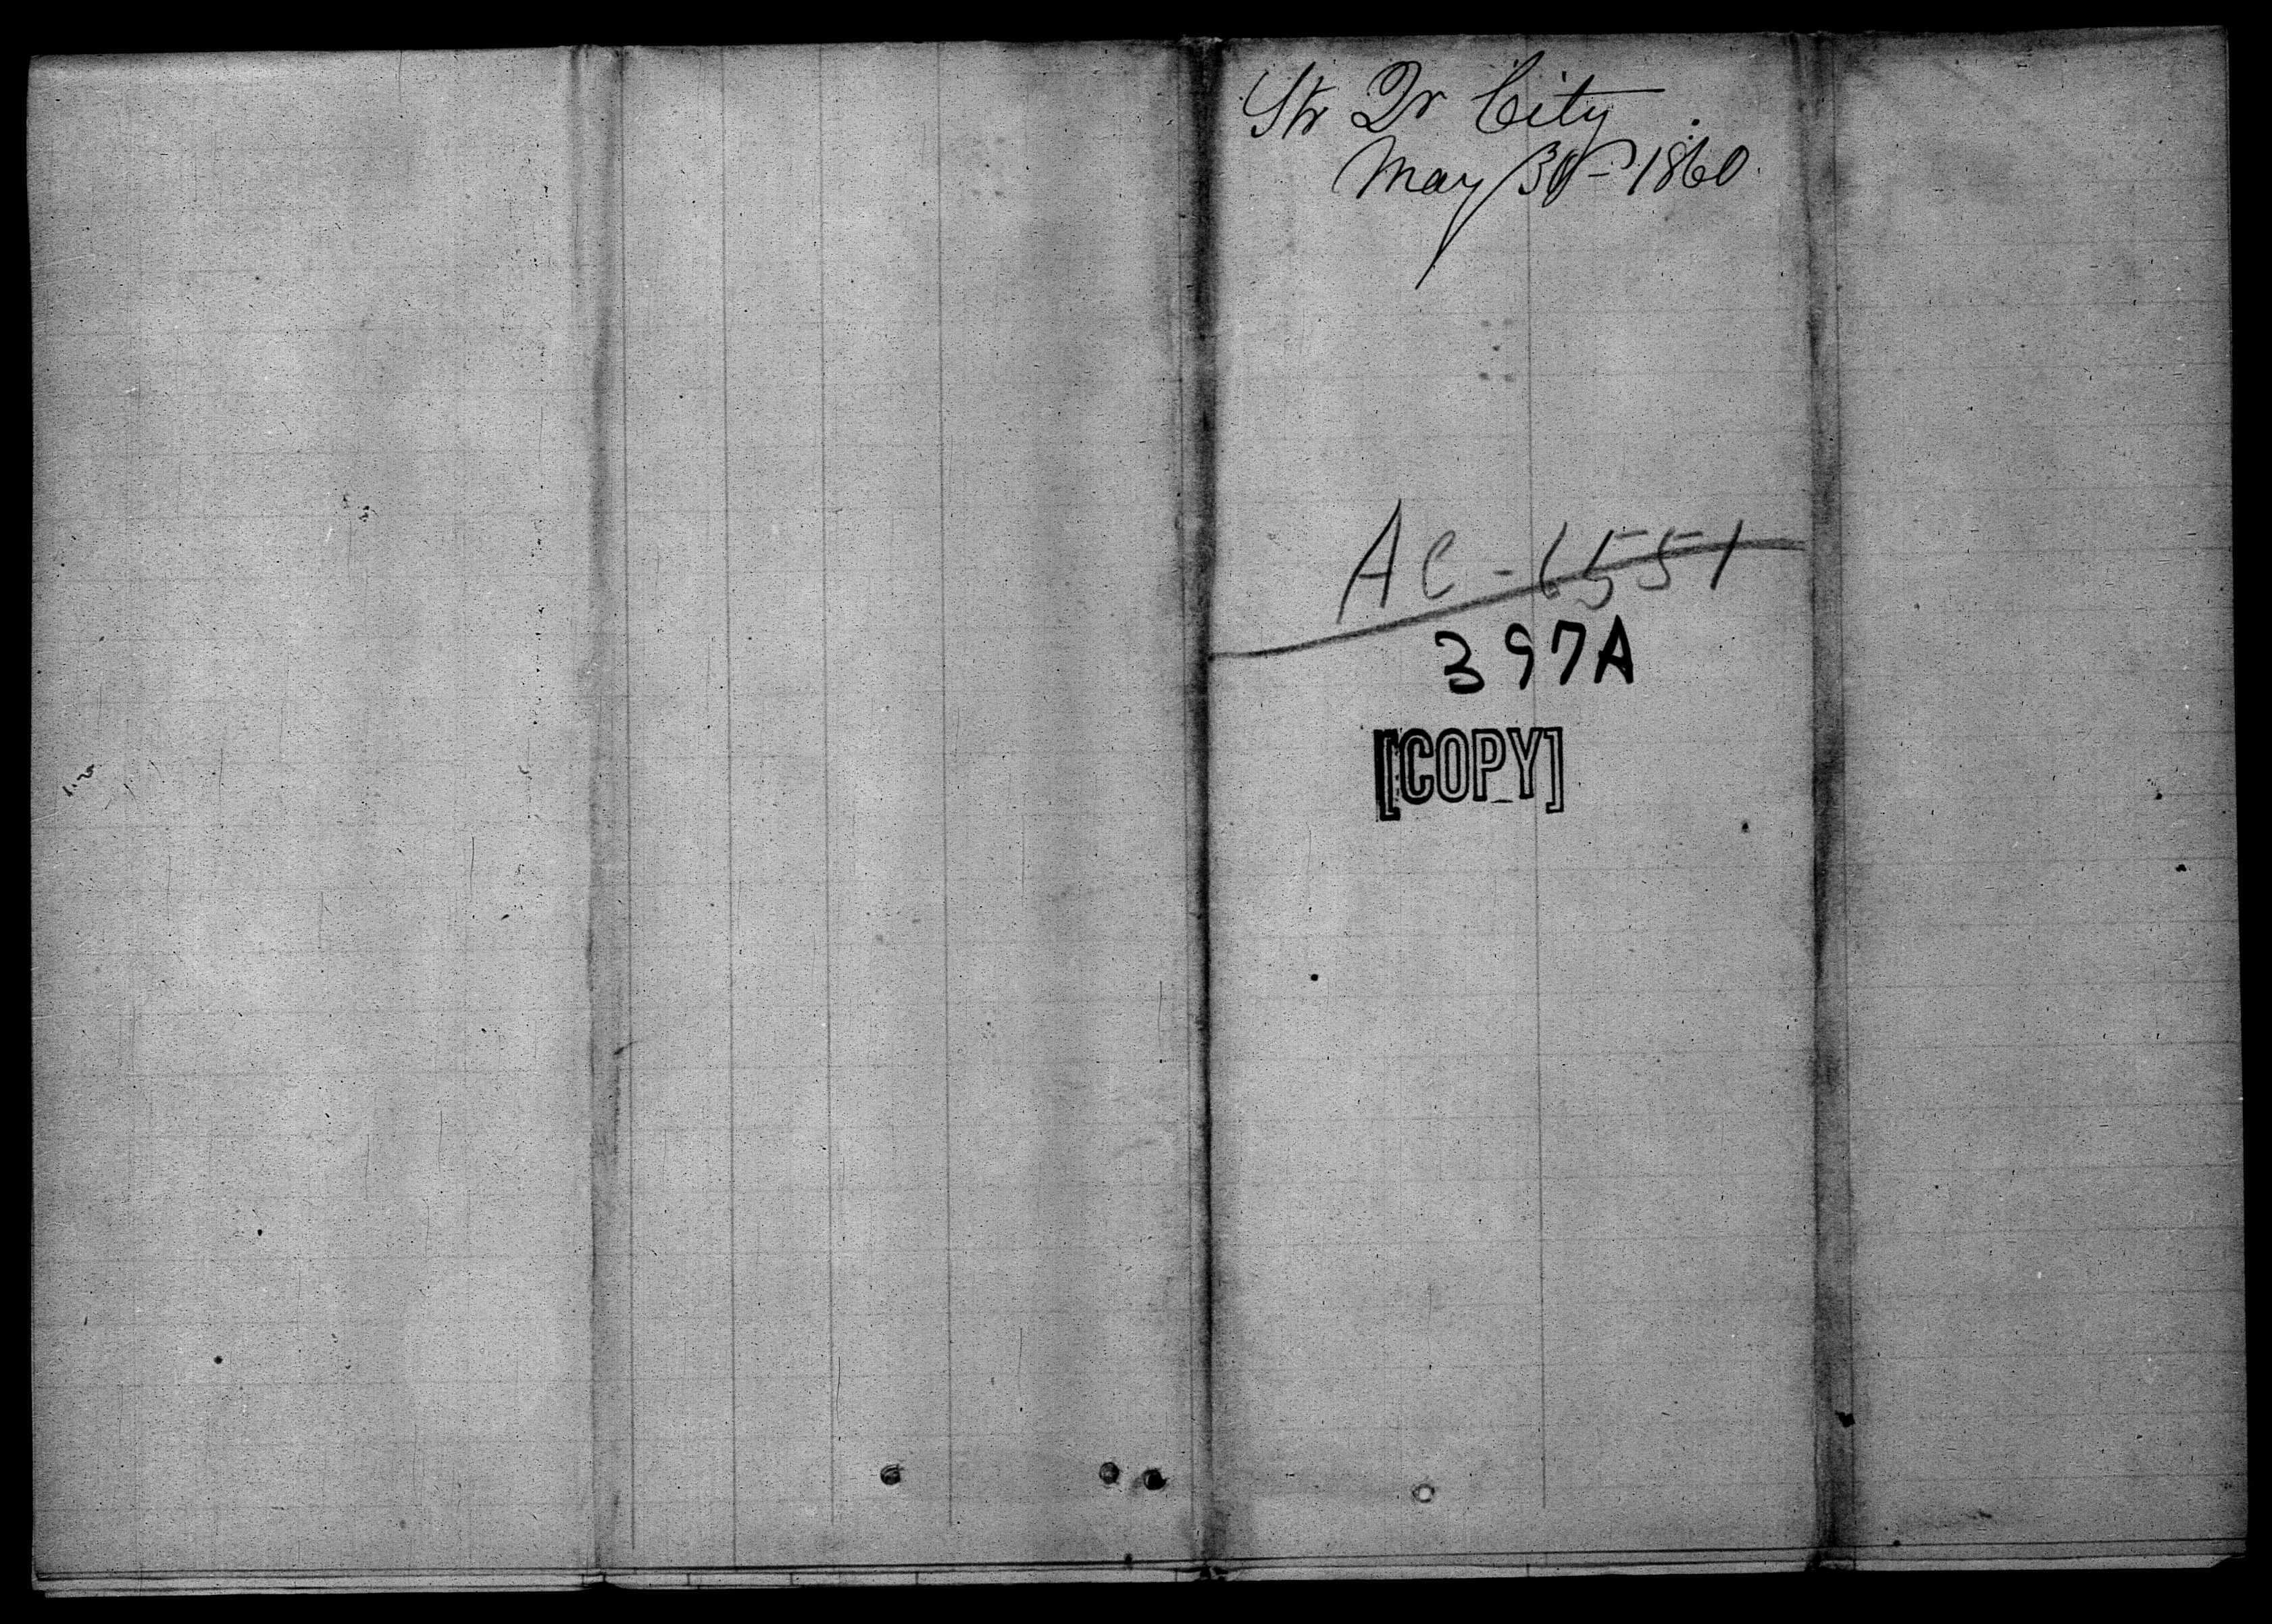 Str Qr City
May 30 - 1860
AC - 6551
397A
[COPY]